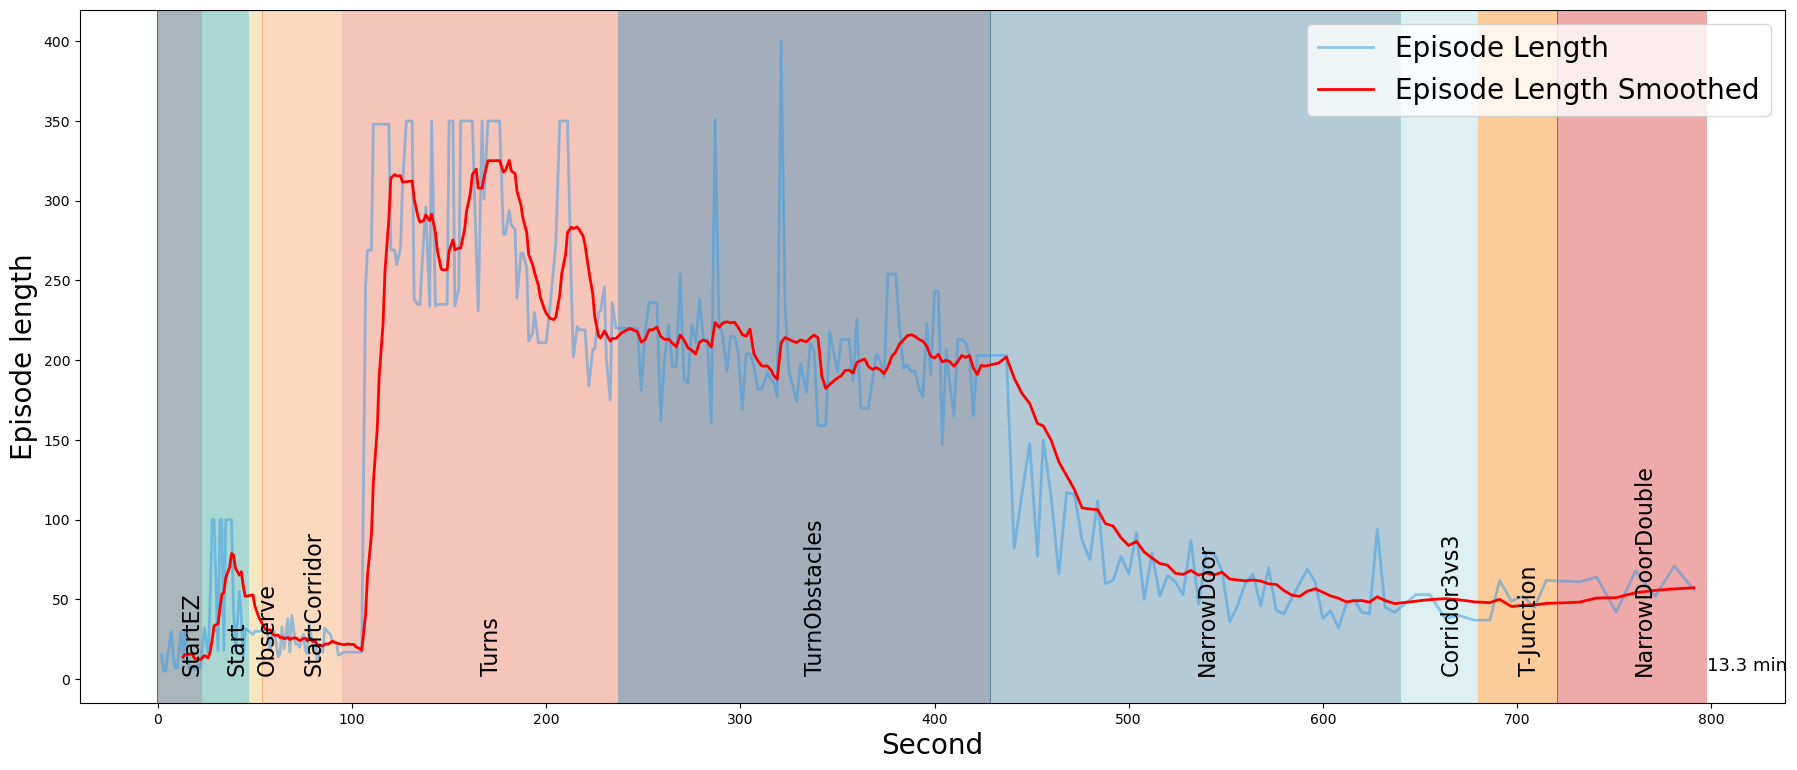 Episode Length
Episode Length Smoothed
Episode length
400
350
300
250
200
150
100
50
0
StartEZ
Start
Observe
StartCorridor
Turns
TurnObstacles
NarrowDoor
Corridor3vs3
T-Junction
NarrowDoorDouble
13.3 min
0 100 200 300 400 500 600 700 800
Second